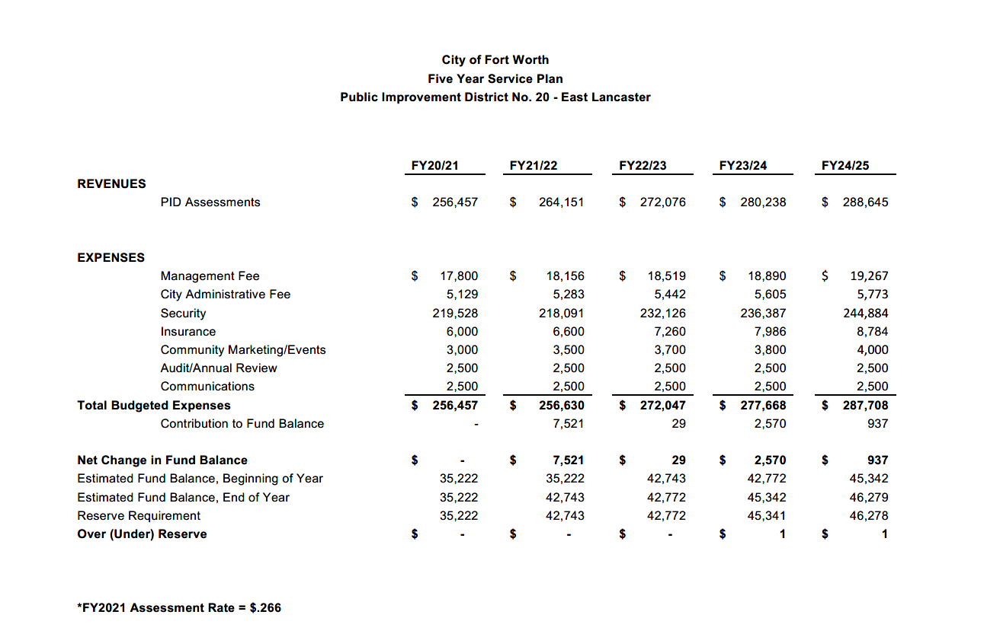 City of Fort Worth
Five Year Service Plan
Public Improvement District No. 20 - East Lancaster
FY20/21 FY21/22 FY22/23 FY23/24 FY24/25
REVENUES
PID Assessments $ 256,457 $ 264,151 $ 272,076 $ 280,238 $ 288,645
EXPENSES
Management Fee $ 17,800 $ 18,156 $ 18,519 $ 18,890 $ 19,267
City Administrative Fee 5,129 5,283 5,442 5,605 5,773
Security 219,528 218,091 232,126 236,387 244,884
Insurance 6,000 6,600 7,260 7,986 8,784
Community Marketing/Events 3,000 3,500 3,700 3,800 4,000
Audit/Annual Review 2,500 2,500 2,500 2,500 2,500
Communications 2,500 2,500 2,500 2,500 2,500
Total Budgeted Expenses $ 256,457 $ 256,630 $ 272,047 $ 277,668 $ 287,708
Contribution to Fund Balance - 7,521 29 2,570 937
Net Change in Fund Balance $ - $ 7,521 $ 29 $ 2,570 $ 937
Estimated Fund Balance, Beginning of Year 35,222 35,222 42,743 42,772 45,342
Estimated Fund Balance, End of Year 35,222 42,743 42,772 45,342 46,279
Reserve Requirement 35,222 42,743 42,772 45,341 46,278
Over (Under) Reserve $ - $ - $ - $ 1 $ 1
*FY2021 Assessment Rate = $.266